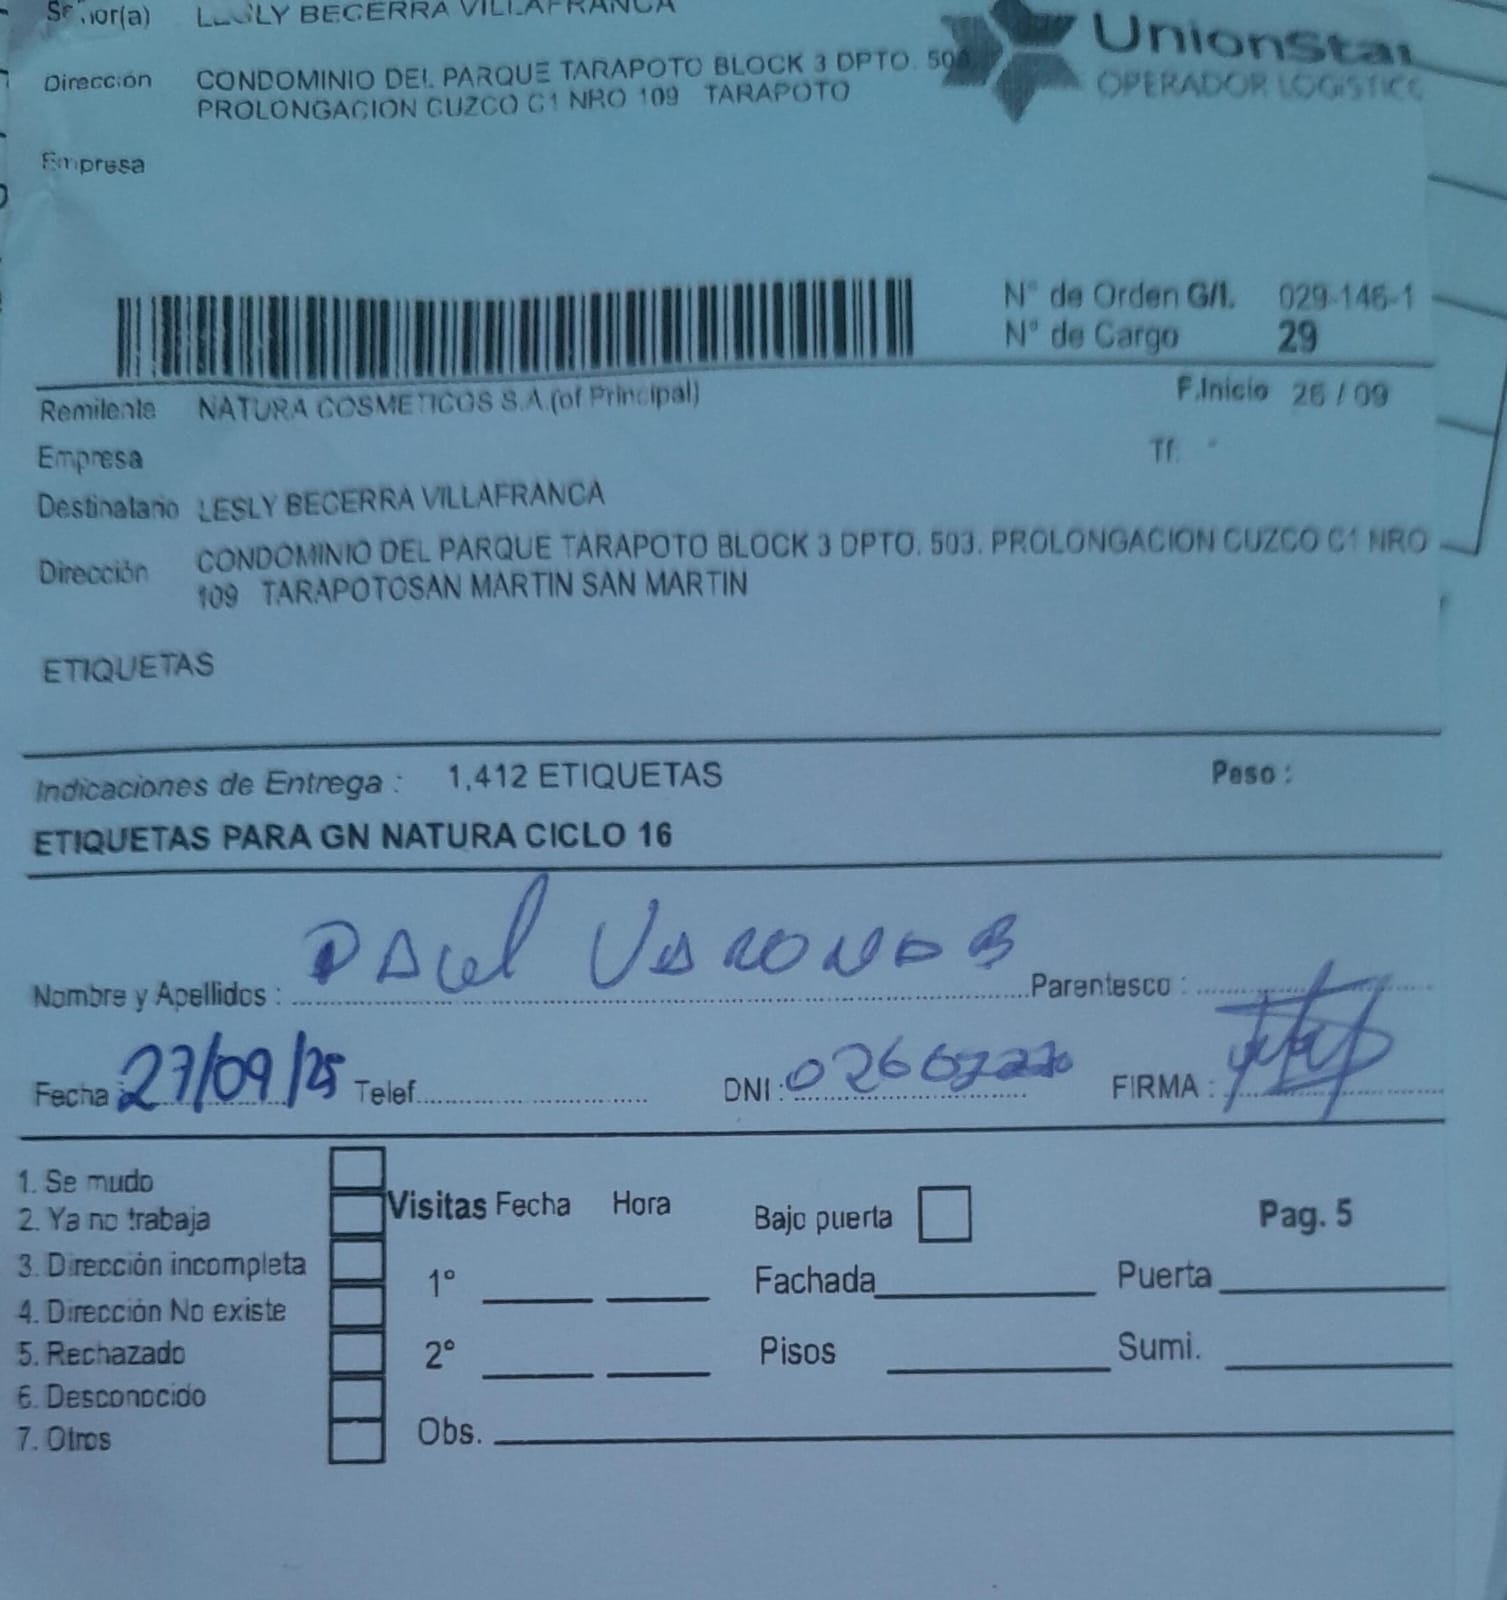 Señor(a) LESLY BECERRA VILLAFRANCA
UnionStar
OPERADOR LOGISTICO
Dirección CONDOMINIO DEL PARQUE TARAPOTO BLOCK 3 DPTO. 503
PROLONGACION CUZCO C1 NRO 109 TARAPOTO
Empresa
N° de Orden G/I. 029-146-1
N° de Cargo 29
Remitente NATURA COSMETICOS S.A.(of Principal) F.Inicio 26 / 09
Empresa Tf. -
Destinatario LESLY BECERRA VILLAFRANCA
Dirección CONDOMINIO DEL PARQUE TARAPOTO BLOCK 3 DPTO. 503. PROLONGACION CUZCO C1 NRO
109 TARAPOTOSAN MARTIN SAN MARTIN
ETIQUETAS
Indicaciones de Entrega : 1,412 ETIQUETAS Peso :
ETIQUETAS PARA GN NATURA CICLO 16
Nombre y Apellidos : Parentesco :
Fecha : 27/09/25 Telef. DNI : FIRMA :
1. Se mudo
2. Ya no trabaja
3. Dirección incompleta
4. Dirección No existe
5. Rechazado
6. Desconocido
7. Otros
Visitas Fecha Hora
1°
2°
Obs.
Bajo puerta Pag. 5
Fachada Puerta
Pisos Sumi.